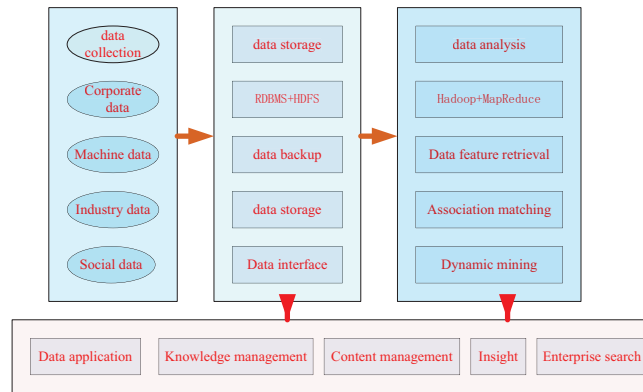 data
collection
Corporate
data
Machine data
Industry data
Social data
data storage
RDBMS+HDFS
data backup
data storage
Data interface
data analysis
Hadoop+MapReduce
Data feature retrieval
Association matching
Dynamic mining
Data application
Knowledge management
Content management
Insight
Enterprise search